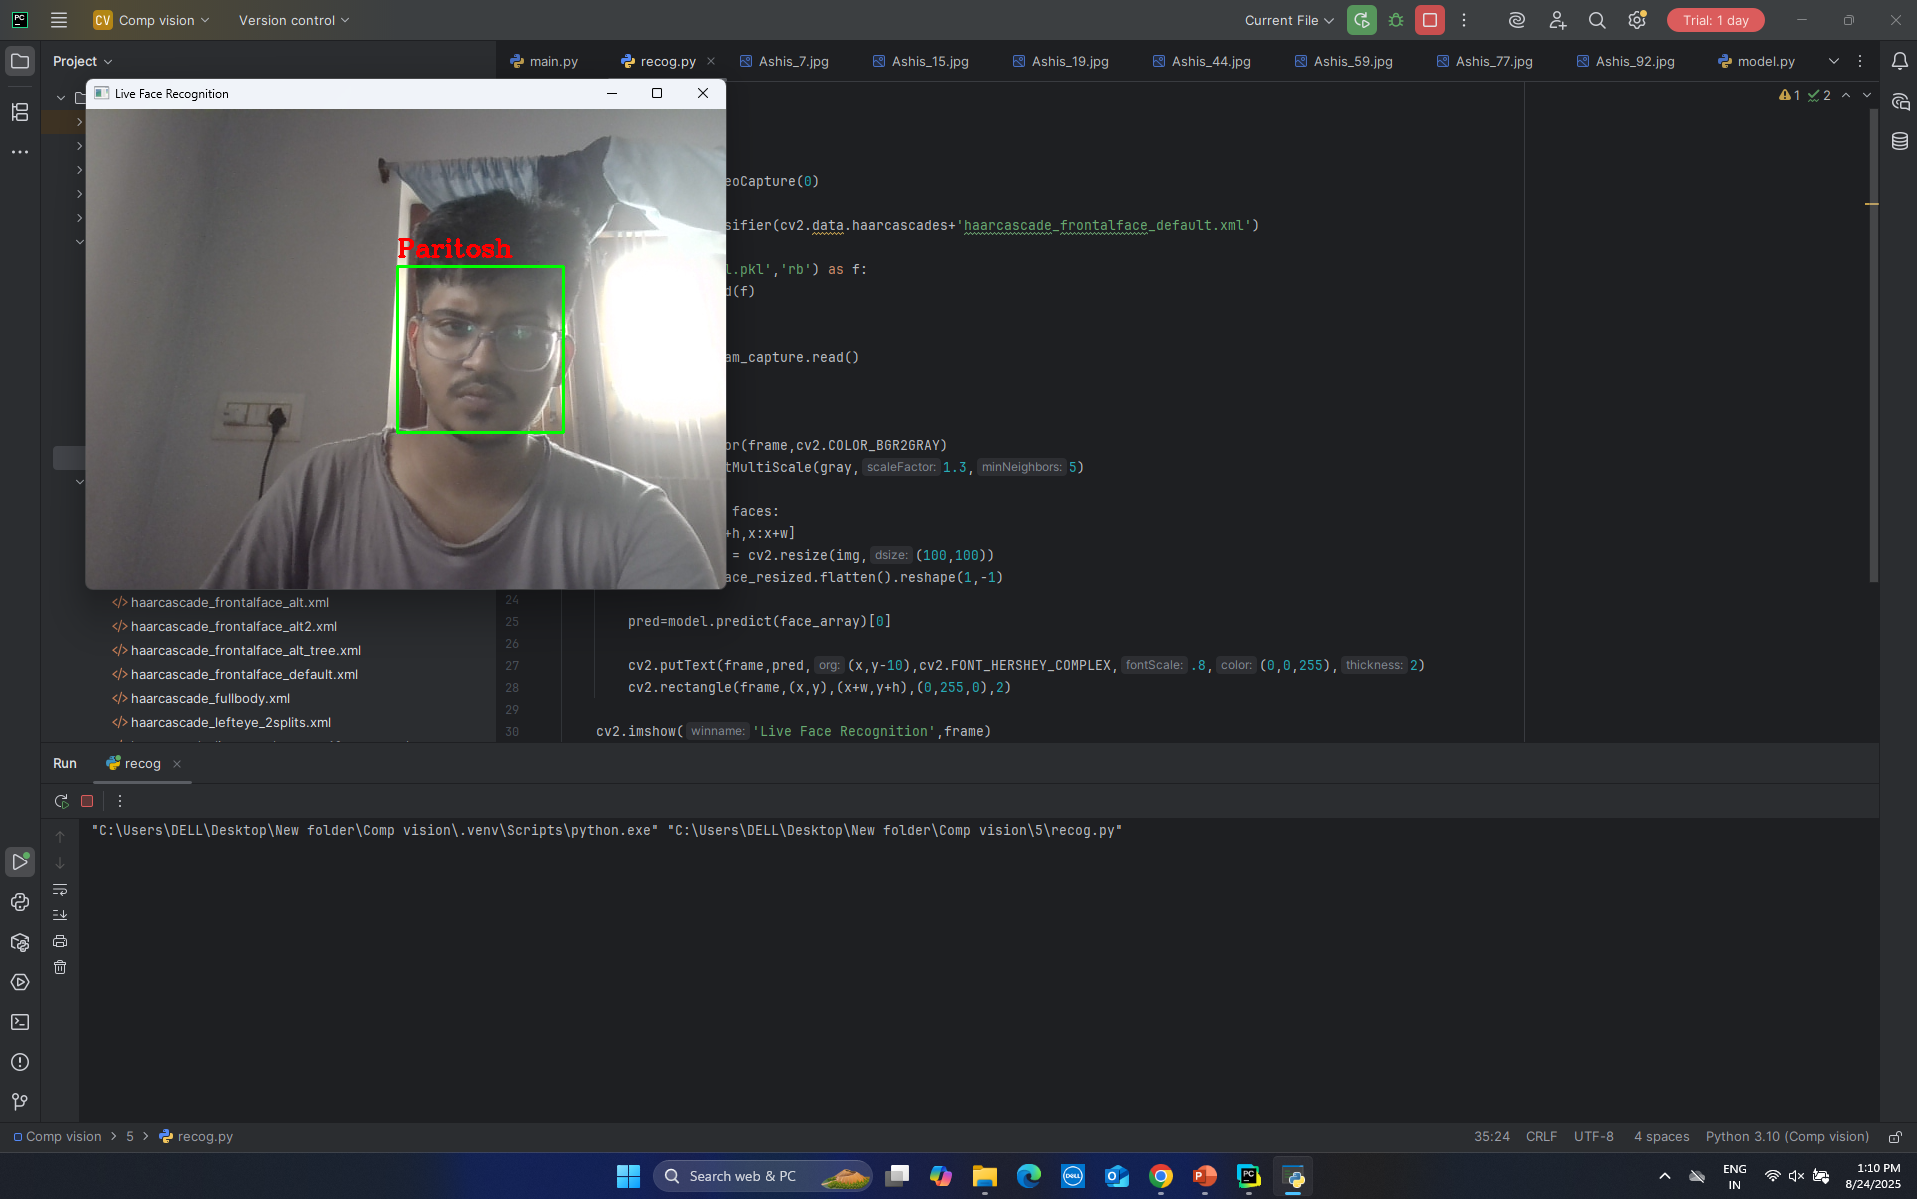 PC
CV Comp vision
Version control
Current File
Trial: 1 day
Project
main.py
recog.py
Ashis_7.jpg
Ashis_15.jpg
Ashis_19.jpg
Ashis_44.jpg
Ashis_59.jpg
Ashis_77.jpg
Ashis_92.jpg
model.py
1 2
Live Face Recognition
Paritosh
eoCapture(0)
sifier(cv2.data.haarcascades+'haarcascade_frontalface_default.xml')
l.pkl','rb') as f:
d(f)
am_capture.read()
or(frame,cv2.COLOR_BGR2GRAY)
tMultiScale(gray, scaleFactor: 1.3, minNeighbors: 5)
faces:
+h,x:x+w]
= cv2.resize(img, dsize: (100,100))
ace_resized.flatten().reshape(1,-1)
24
25 pred=model.predict(face_array)[0]
26
27 cv2.putText(frame,pred, org: (x,y-10),cv2.FONT_HERSHEY_COMPLEX, fontScale: .8, color: (0,0,255), thickness: 2)
28 cv2.rectangle(frame,(x,y),(x+w,y+h),(0,255,0),2)
29
30 cv2.imshow( winname: 'Live Face Recognition',frame)
haarcascade_frontalface_alt.xml
haarcascade_frontalface_alt2.xml
haarcascade_frontalface_alt_tree.xml
haarcascade_frontalface_default.xml
haarcascade_fullbody.xml
haarcascade_lefteye_2splits.xml
Run
recog
"C:\Users\DELL\Desktop\New folder\Comp vision\.venv\Scripts\python.exe" "C:\Users\DELL\Desktop\New folder\Comp vision\5\recog.py"
Comp vision > 5 > recog.py
35:24 CRLF UTF-8 4 spaces Python 3.10 (Comp vision)
Search web & PC
DELL
PC
ENG
IN
1:10 PM
8/24/2025